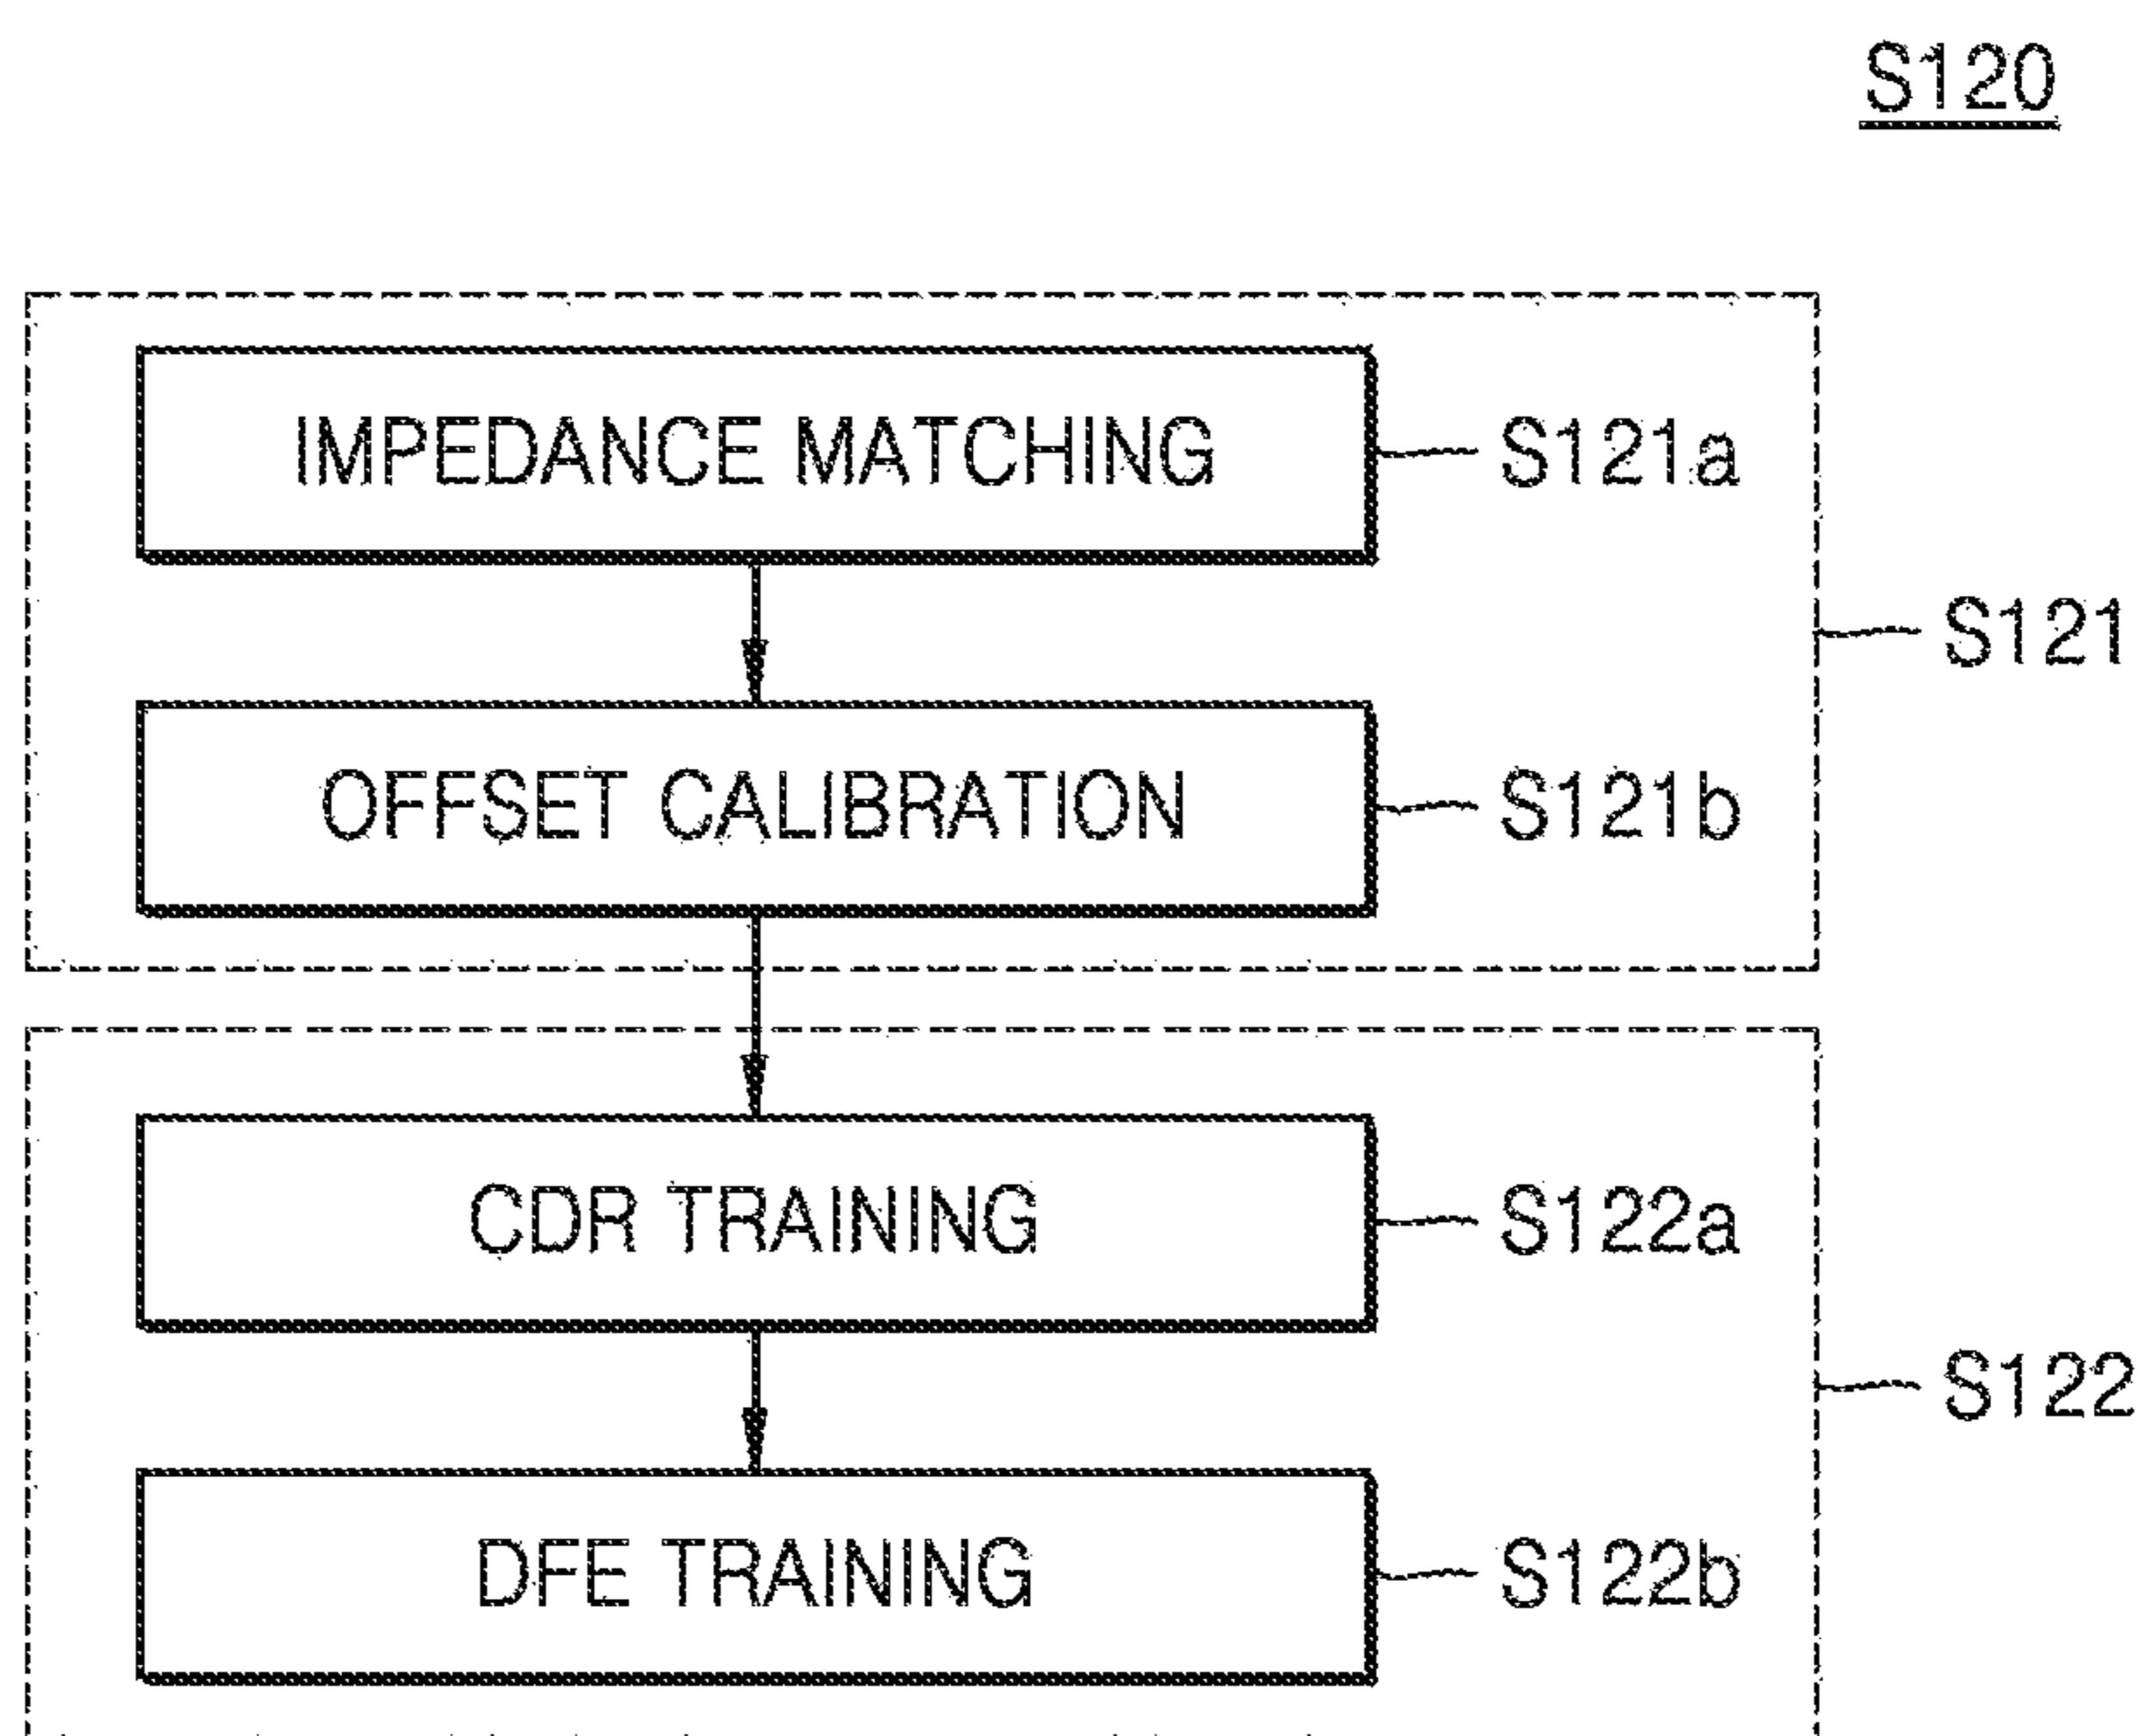 S120
IMPEDANCE MATCHING
S121a
S121
OFFSET CALIBRATION
S121b
CDR TRAINING
S122a
S122
DFE TRAINING
S122b